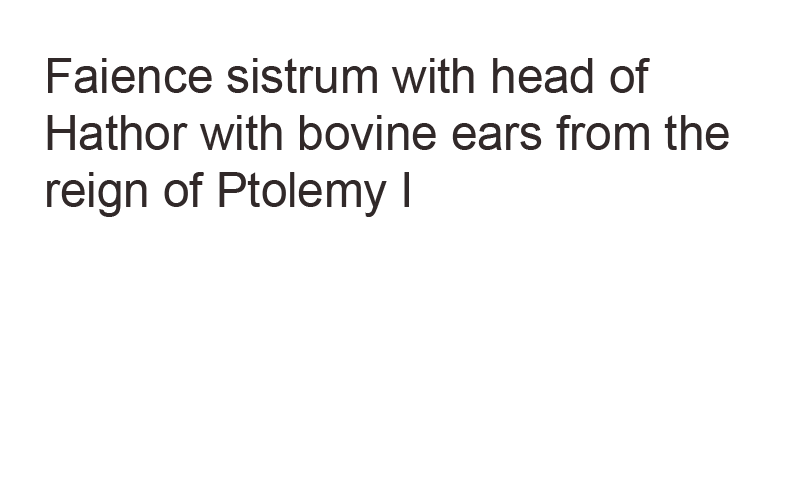 Faience sistrum with head of
Hathor with bovine ears from the
reign of Ptolemy I